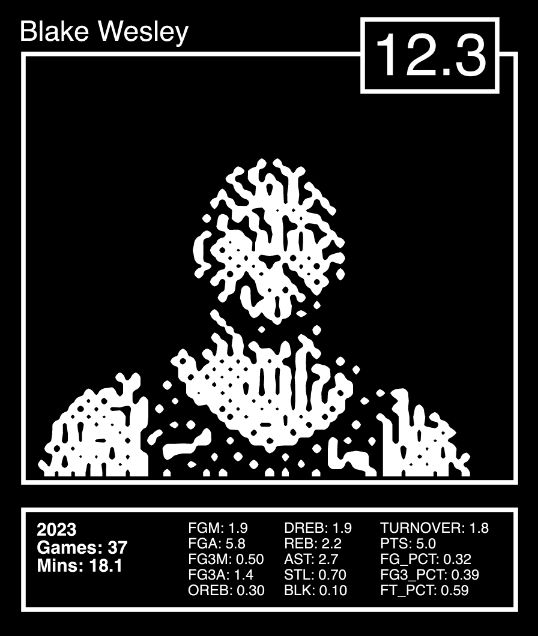 Blake Wesley
12.3
2023
Games: 37
Mins: 18.1
FGM: 1.9
FGA: 5.8
FG3M: 0.50
FG3A: 1.4
OREB: 0.30
DREB: 1.9
REB: 2.2
AST: 2.7
STL: 0.70
BLK: 0.10
TURNOVER: 1.8
PTS: 5.0
FG_PCT: 0.32
FG3_PCT: 0.39
FT_PCT: 0.59